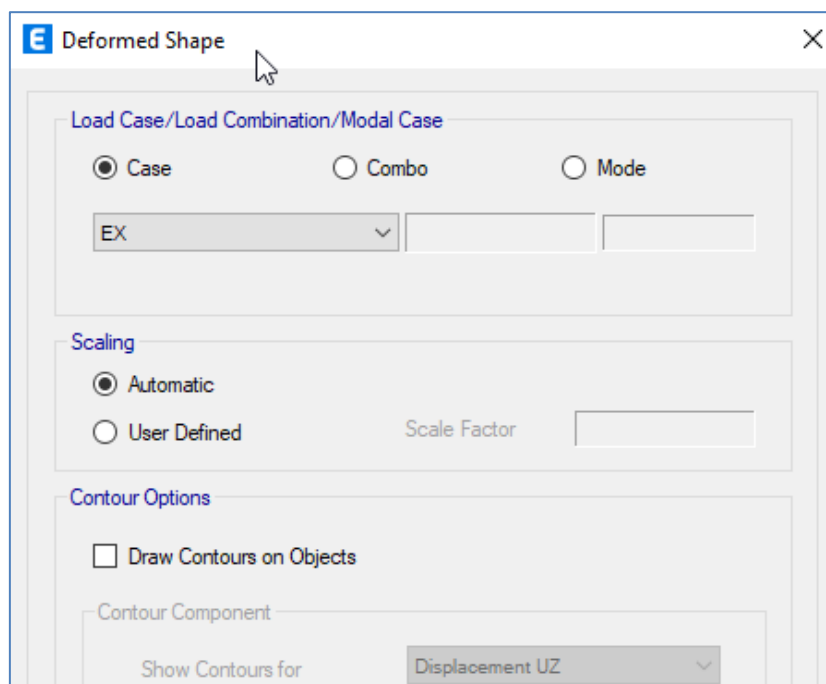 E Deformed Shape
Load Case/Load Combination/Modal Case
Case Combo Mode
EX
Scaling
Automatic
User Defined Scale Factor
Contour Options
Draw Contours on Objects
Contour Component
Show Contours for Displacement UZ